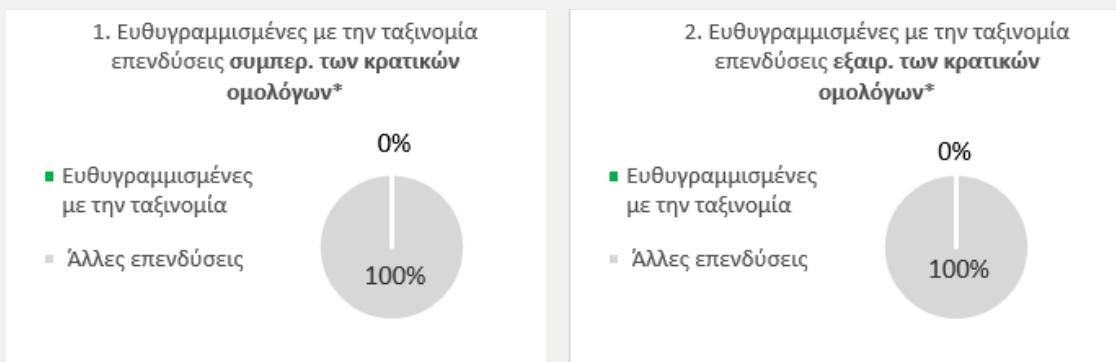 1. Ευθυγραμμισμένες με την ταξινομία
επενδύσεις συμπερ. των κρατικών
ομολόγων*
0%
Ευθυγραμμισμένες
με την ταξινομία
Άλλες επενδύσεις
100%
2. Ευθυγραμμισμένες με την ταξινομία
επενδύσεις εξαιρ. των κρατικών
ομολόγων*
0%
Ευθυγραμμισμένες
με την ταξινομία
Άλλες επενδύσεις
100%